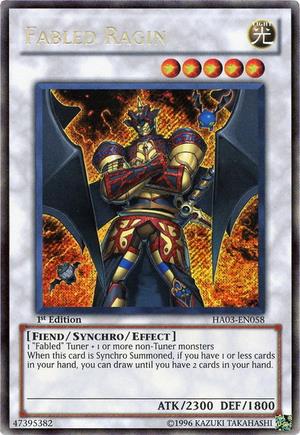 FABLED RAGIN
LIGHT
光
1st Edition
HA03-EN058
[FIEND/SYNCHRO/EFFECT]
1 "Fabled" Tuner + 1 or more non-Tuner monsters
When this card is Synchro Summoned, if you have 1 or less cards
in your hand, you can draw until you have 2 cards in your hand.
ATK/2300 DEF/1800
47395382
©1996 KAZUKI TAKAHASHI